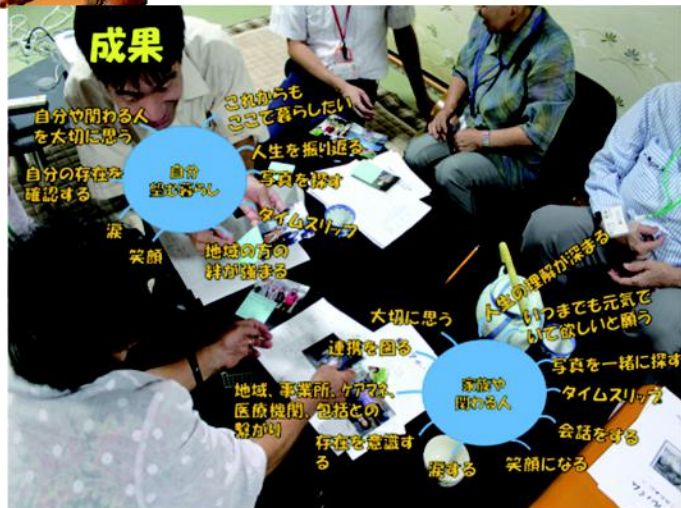 成果
これからも
ここで暮らしたい
自分や関わる人
を大切に思う
人生を振り返る
自分の存在を
確認する
自分
望む暮らし
写真を探す
タイムスリップ
涙
笑顔
地域の方の
絆が強まる
人生の理解が深まる
いつまでも元気で
いて欲しいと願う
大切に思う
連携を図る
写真を一緒に探す
家族や
関わる人
タイムスリップ
地域、事業所、ケアマネ、
医療機関、包括との
繋がり
会話をする
存在を意識す
る
涙する
笑顔になる